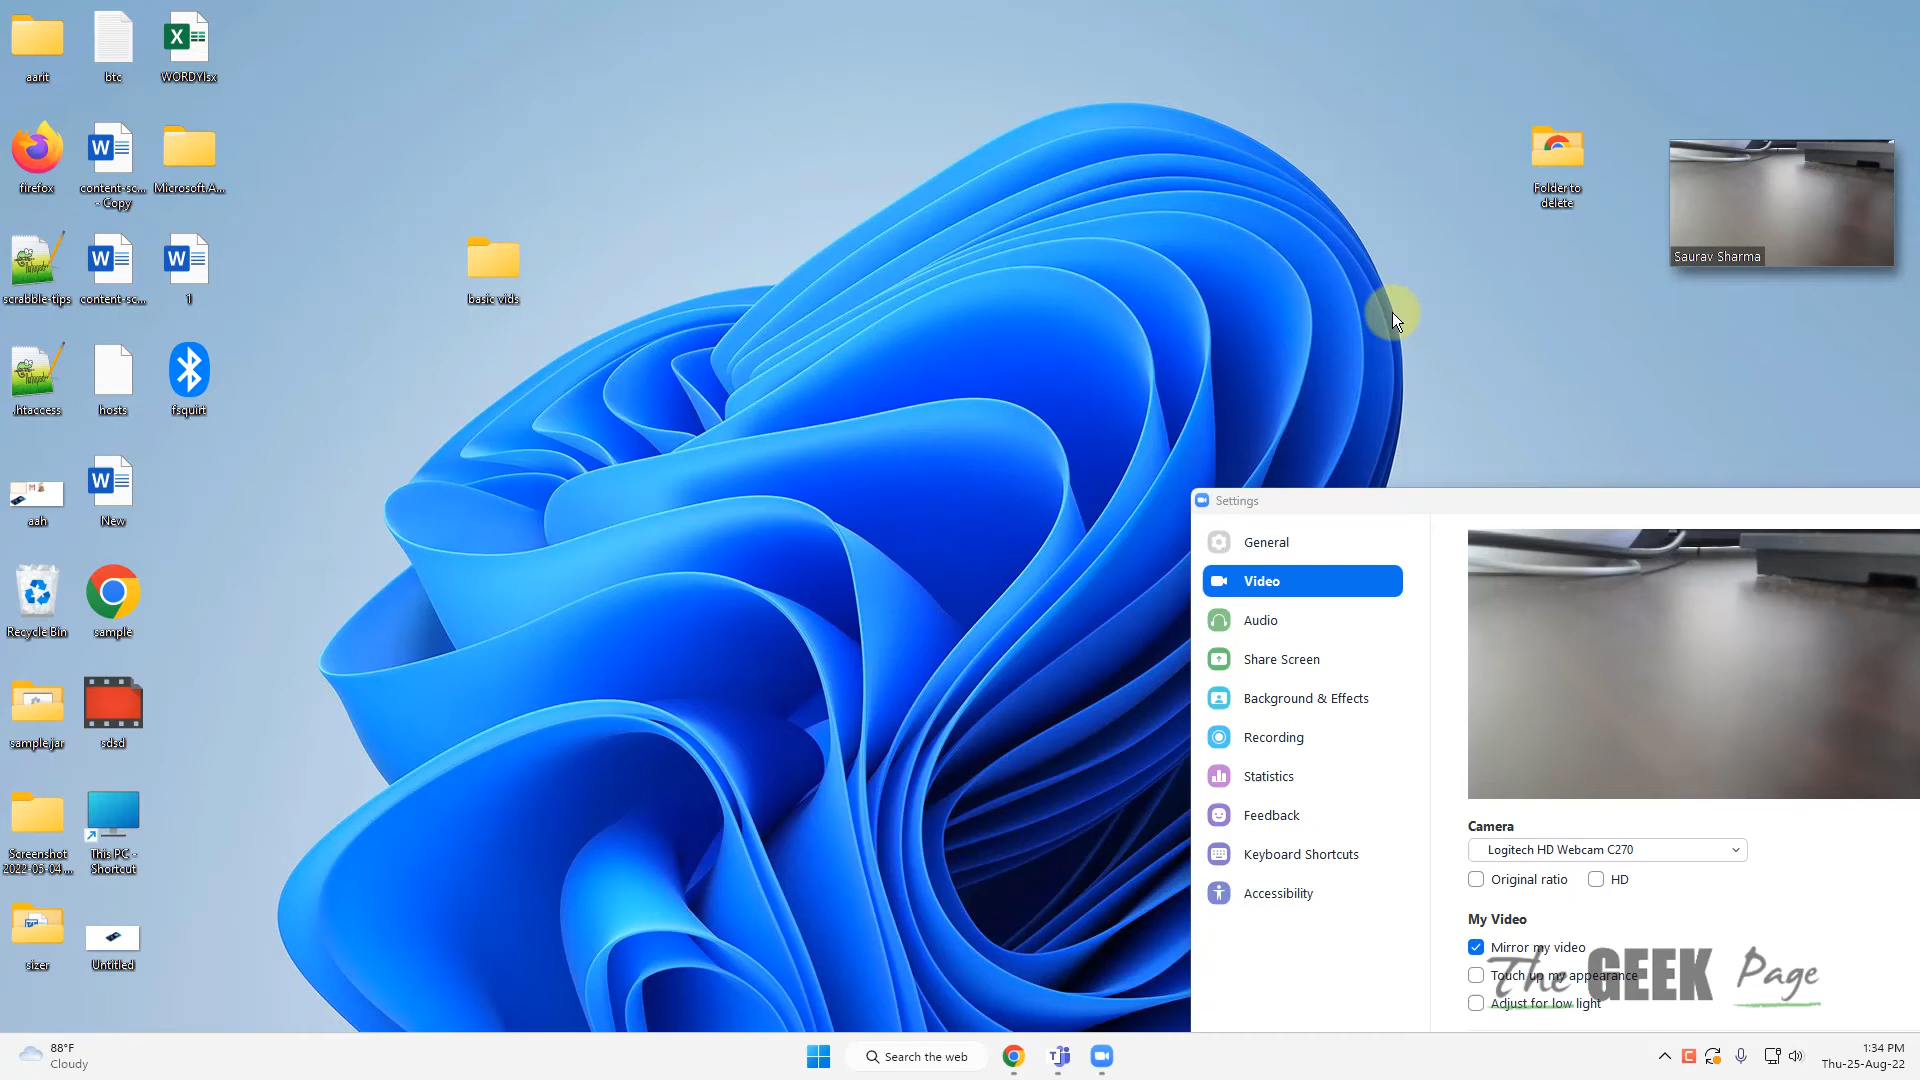 aarit
btc
WORDYlsx
firefox
content-sc...
- Copy
Microsoft A...
scrabble-tips
content-sc...
1
.htaccess
hosts
fsquirt
aah
New
Recycle Bin
sample
sample.jar
sdsd
Screenshot
2022-05-04...
This PC -
Shortcut
sizer
Untitled
basic vids
Folder to
delete
Saurav Sharma
Settings
General
Video
Audio
Share Screen
Background & Effects
Recording
Statistics
Feedback
Keyboard Shortcuts
Accessibility
Camera
Logitech HD Webcam C270
Original ratio
HD
My Video
Mirror my video
Touch up my appearance
Adjust for low light
The GEEK Page
88°F
Cloudy
Search the web
1:34 PM
Thu-25-Aug-22